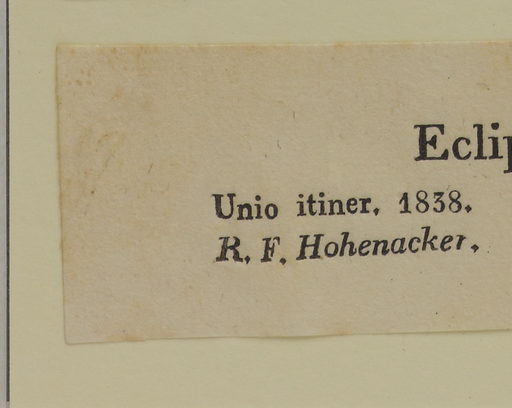 Eclip
Unio itiner. 1838.
R. F. Hohenacker.